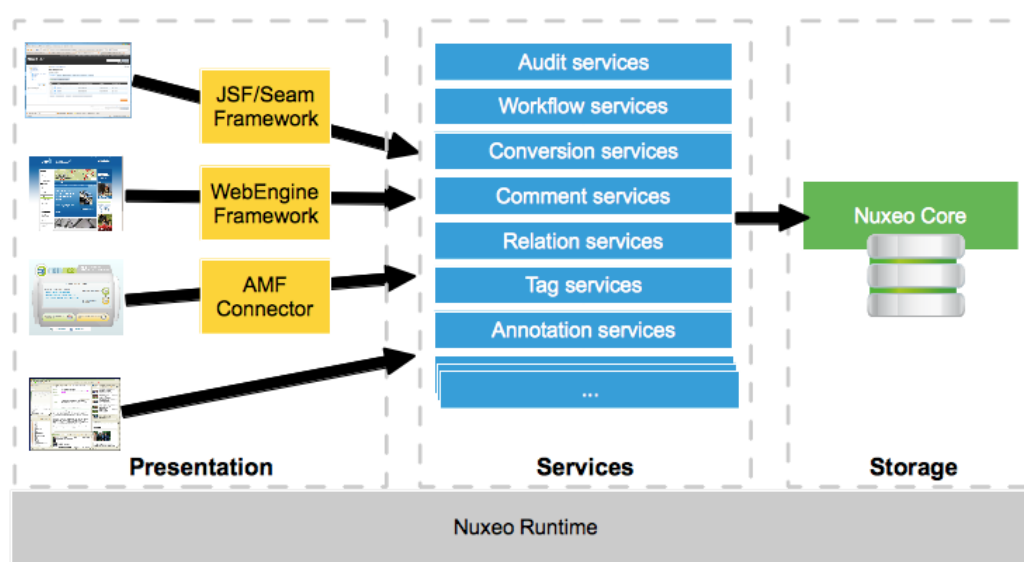 JSF/Seam
Framework
WebEngine
Framework
AMF
Connector
Presentation
Audit services
Workflow services
Conversion services
Comment services
Relation services
Tag services
Annotation services
...
Services
Nuxeo Core
Storage
Nuxeo Runtime